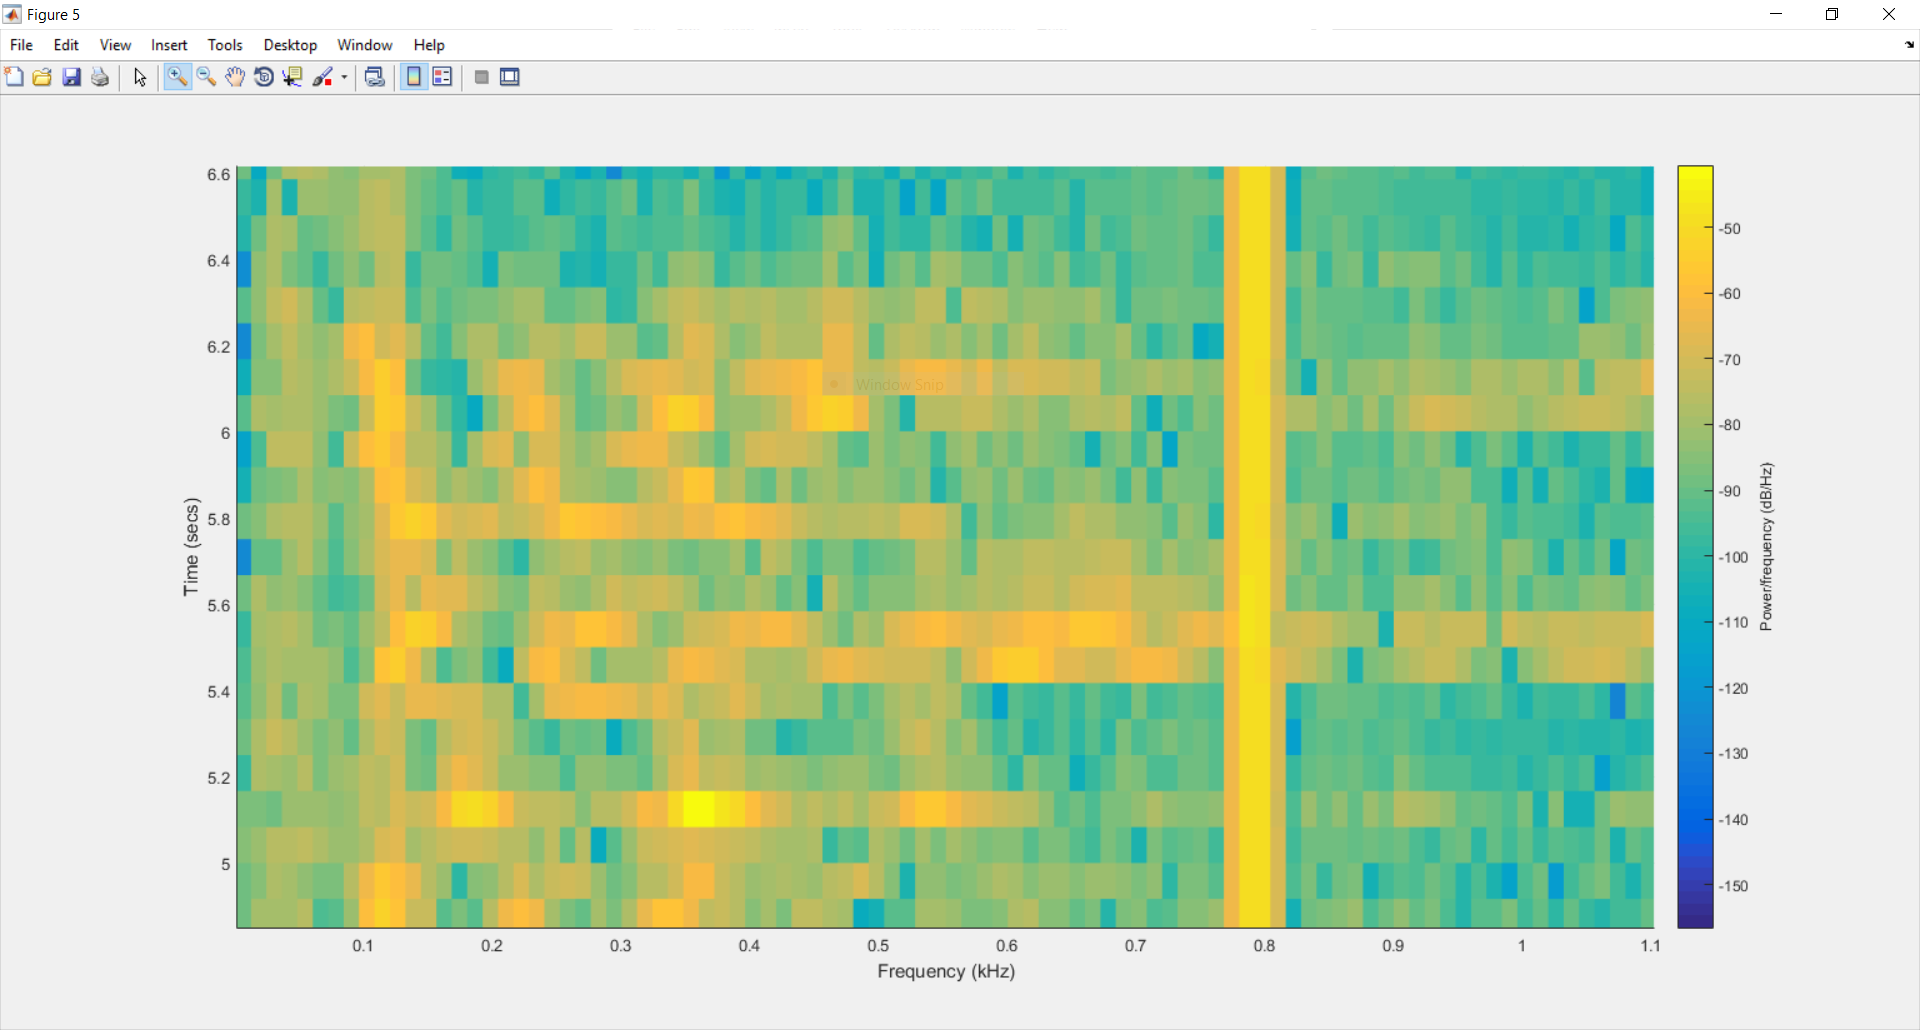 Figure 5
File Edit View Insert Tools Desktop Window Help
6.6
6.4
6.2
6
5.8
5.6
5.4
5.2
5
Time (secs)
Window Snip
0.1 0.2 0.3 0.4 0.5 0.6 0.7 0.8 0.9 1 1.1
Frequency (kHz)
-50
-60
-70
-80
-90
-100
-110
-120
-130
-140
-150
Power/frequency (dB/Hz)